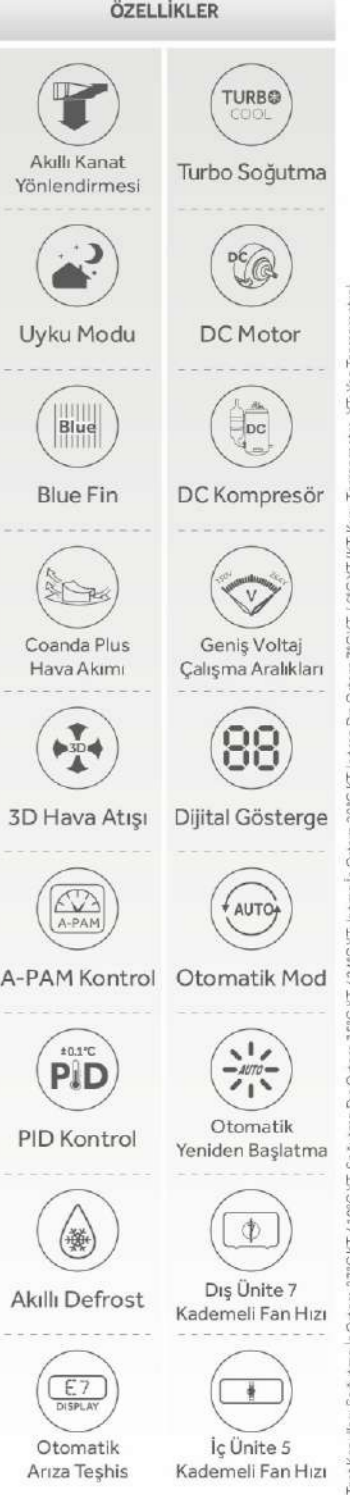 ÖZELLİKLER
Akıllı Kanat
Yönlendirmesi
TURBO
COOL
Turbo Soğutma
Uyku Modu
DC
DC Motor
Blue
Blue Fin
DC
DC Kompresör
Coanda Plus
Hava Akımı
V
Geniş Voltaj
Çalışma Aralıkları
3D
3D Hava Atışı
88
Dijital Gösterge
A-PAM
A-PAM Kontrol
AUTO
Otomatik Mod
±0.1°C
PID
PID Kontrol
AUTO
Otomatik
Yeniden Başlatma
Akıllı Defrost
Dış Ünite 7
Kademeli Fan Hızı
E7
DISPLAY
Otomatik
Arıza Teşhis
İç Ünite 5
Kademeli Fan Hızı